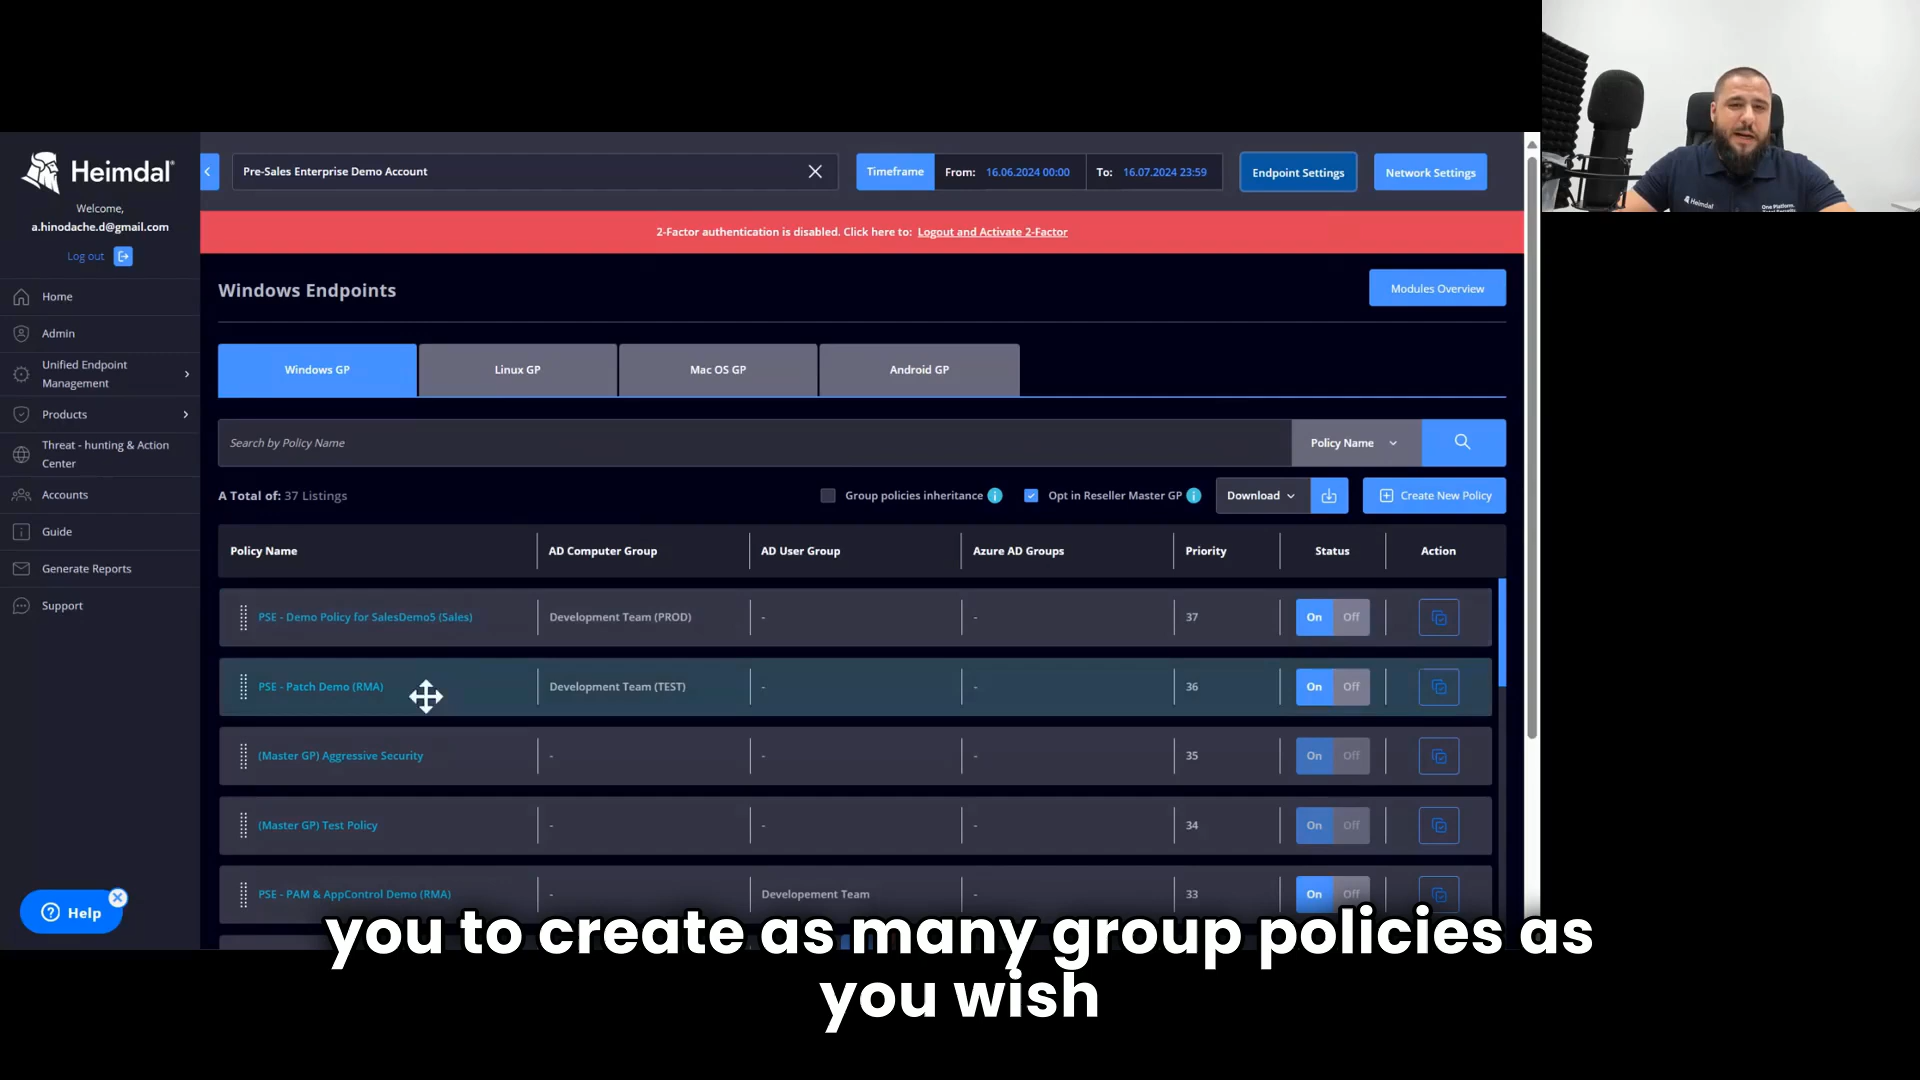 Heimdal
Welcome,
a.hinodache.d@gmail.com
Log out
Home
Admin
Unified Endpoint
Management
Products
Threat - hunting & Action
Center
Accounts
Guide
Generate Reports
Support
Help
Pre-Sales Enterprise Demo Account
Timeframe From: 16.06.2024 00:00 To: 16.07.2024 23:59
Endpoint Settings
Network Settings
2-Factor authentication is disabled. Click here to: Logout and Activate 2-Factor
Windows Endpoints
Modules Overview
Windows GP Linux GP Mac OS GP Android GP
Search by Policy Name
Policy Name
A Total of: 37 Listings
Group policies inheritance
Opt in Reseller Master GP
Download
Create New Policy
Policy Name AD Computer Group AD User Group Azure AD Groups Priority Status Action
PSE - Demo Policy for SalesDemo5 (Sales) Development Team (PROD) - - 37 On Off
PSE - Patch Demo (RMA) Development Team (TEST) - - 36 On Off
(Master GP) Aggressive Security - - - 35 On Off
(Master GP) Test Policy - - - 34 On Off
PSE - PAM & AppControl Demo (RMA) - Developement Team - 33 On Off
you to create as many group policies as
you wish
Heimdal
One Platform.